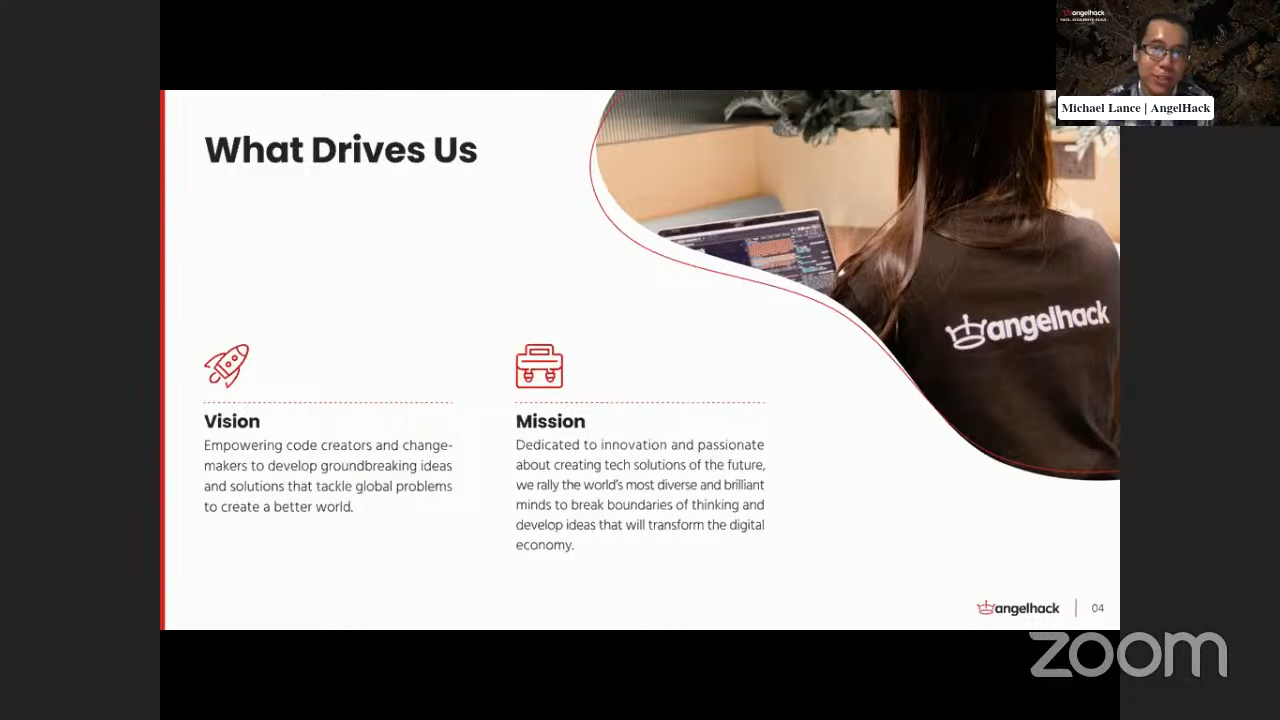 angelhack
Michael Lance | AngelHack
What Drives Us
angelhack
Vision
Empowering code creators and change-
makers to develop groundbreaking ideas
and solutions that tackle global problems
to create a better world.
Mission
Dedicated to innovation and passionate
about creating tech solutions of the future,
we rally the world's most diverse and brilliant
minds to break boundaries of thinking and
develop ideas that will transform the digital
economy.
angelhack | 04
zoom